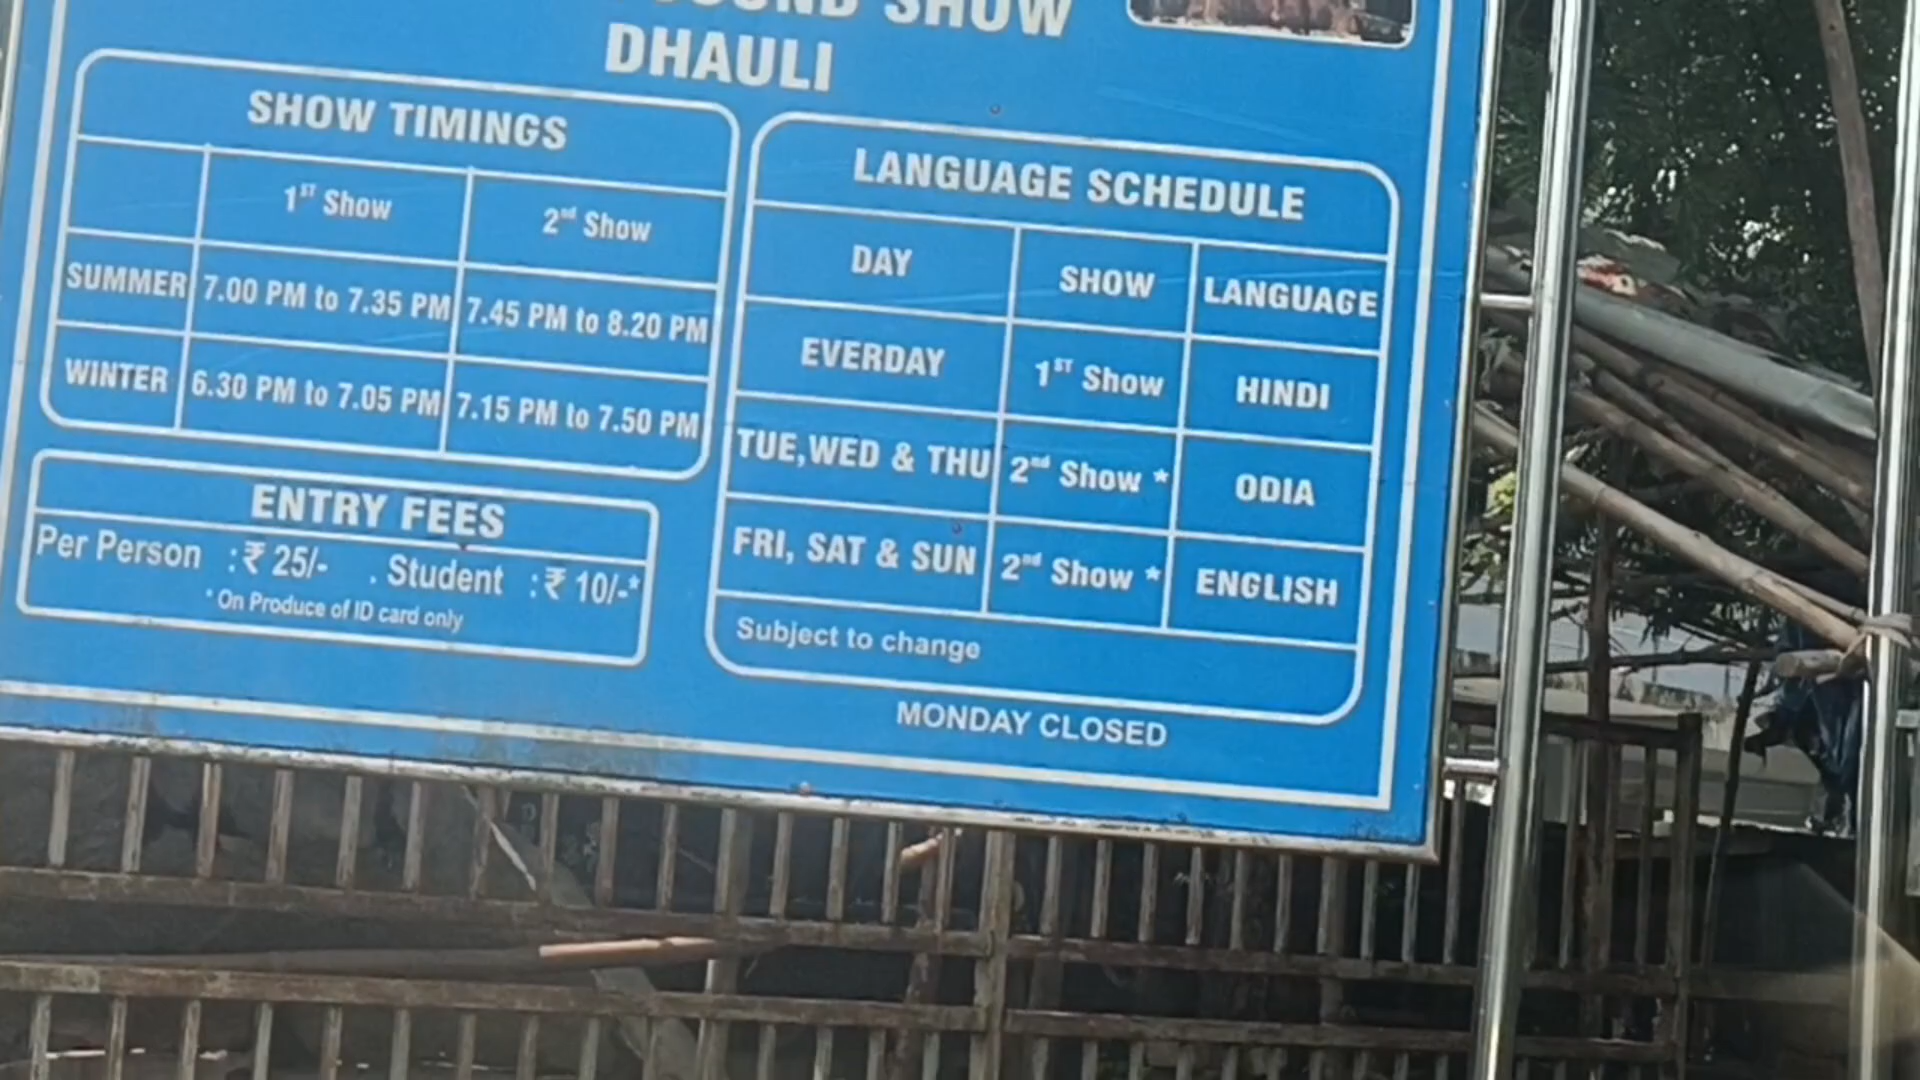 SOUND SHOW
DHAULI
SHOW TIMINGS
1ST Show 2nd Show
SUMMER 7.00 PM to 7.35 PM 7.45 PM to 8.20 PM
WINTER 6.30 PM to 7.05 PM 7.15 PM to 7.50 PM
ENTRY FEES
Per Person :₹ 25/- . Student :₹ 10/-*
* On Produce of ID card only
LANGUAGE SCHEDULE
DAY SHOW LANGUAGE
EVERDAY 1ST Show HINDI
TUE,WED & THU 2nd Show * ODIA
FRI, SAT & SUN 2nd Show * ENGLISH
Subject to change
MONDAY CLOSED